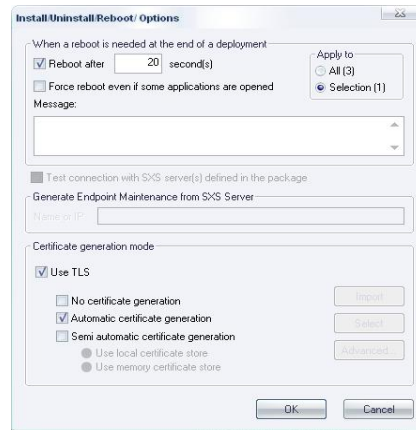 Install/Uninstall/Reboot/ Options
When a reboot is needed at the end of a deployment
Apply to
Reboot after 20 second(s)
All (3)
Force reboot even if some applications are opened
Selection (1)
Message:
Test connection with SXS server(s) defined in the package
Generate Endpoint Maintenance from SXS Server
Name or IP:
Certificate generation mode
Use TLS
No certificate generation
Import
Automatic certificate generation
Select
Semi automatic certificate generation
Use local certificate store
Advanced...
Use memory certificate store
OK Cancel